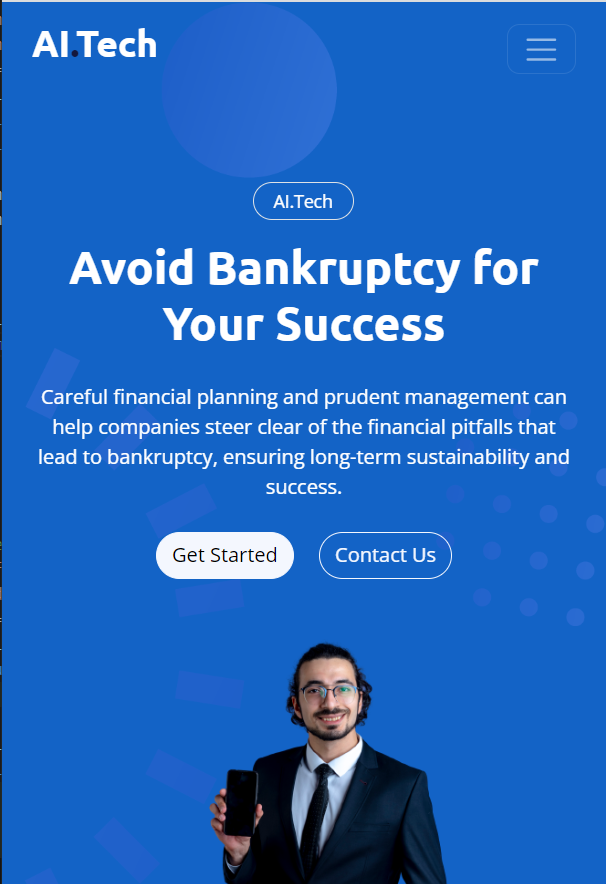 AI.Tech
AI.Tech
Avoid Bankruptcy for
Your Success
Careful financial planning and prudent management can
help companies steer clear of the financial pitfalls that
lead to bankruptcy, ensuring long-term sustainability and
success.
Get Started
Contact Us